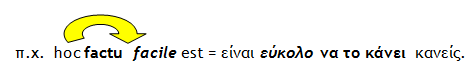 π.χ. hoc factu facile est = είναι εύκολο να το κάνει κανείς.